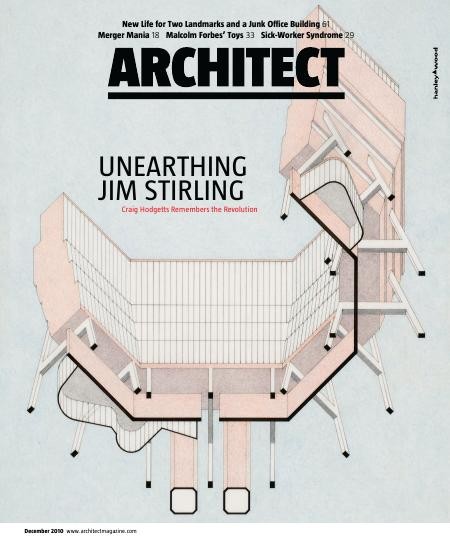 New Life for Two Landmarks and a Junk Office Building 61
Merger Mania 18 Malcolm Forbes' Toys 33 Sick-Worker Syndrome 29
ARCHITECT
hanley▲wood
UNEARTHING
JIM STIRLING
Craig Hodgetts Remembers the Revolution
December 2010 www.architectmagazine.com